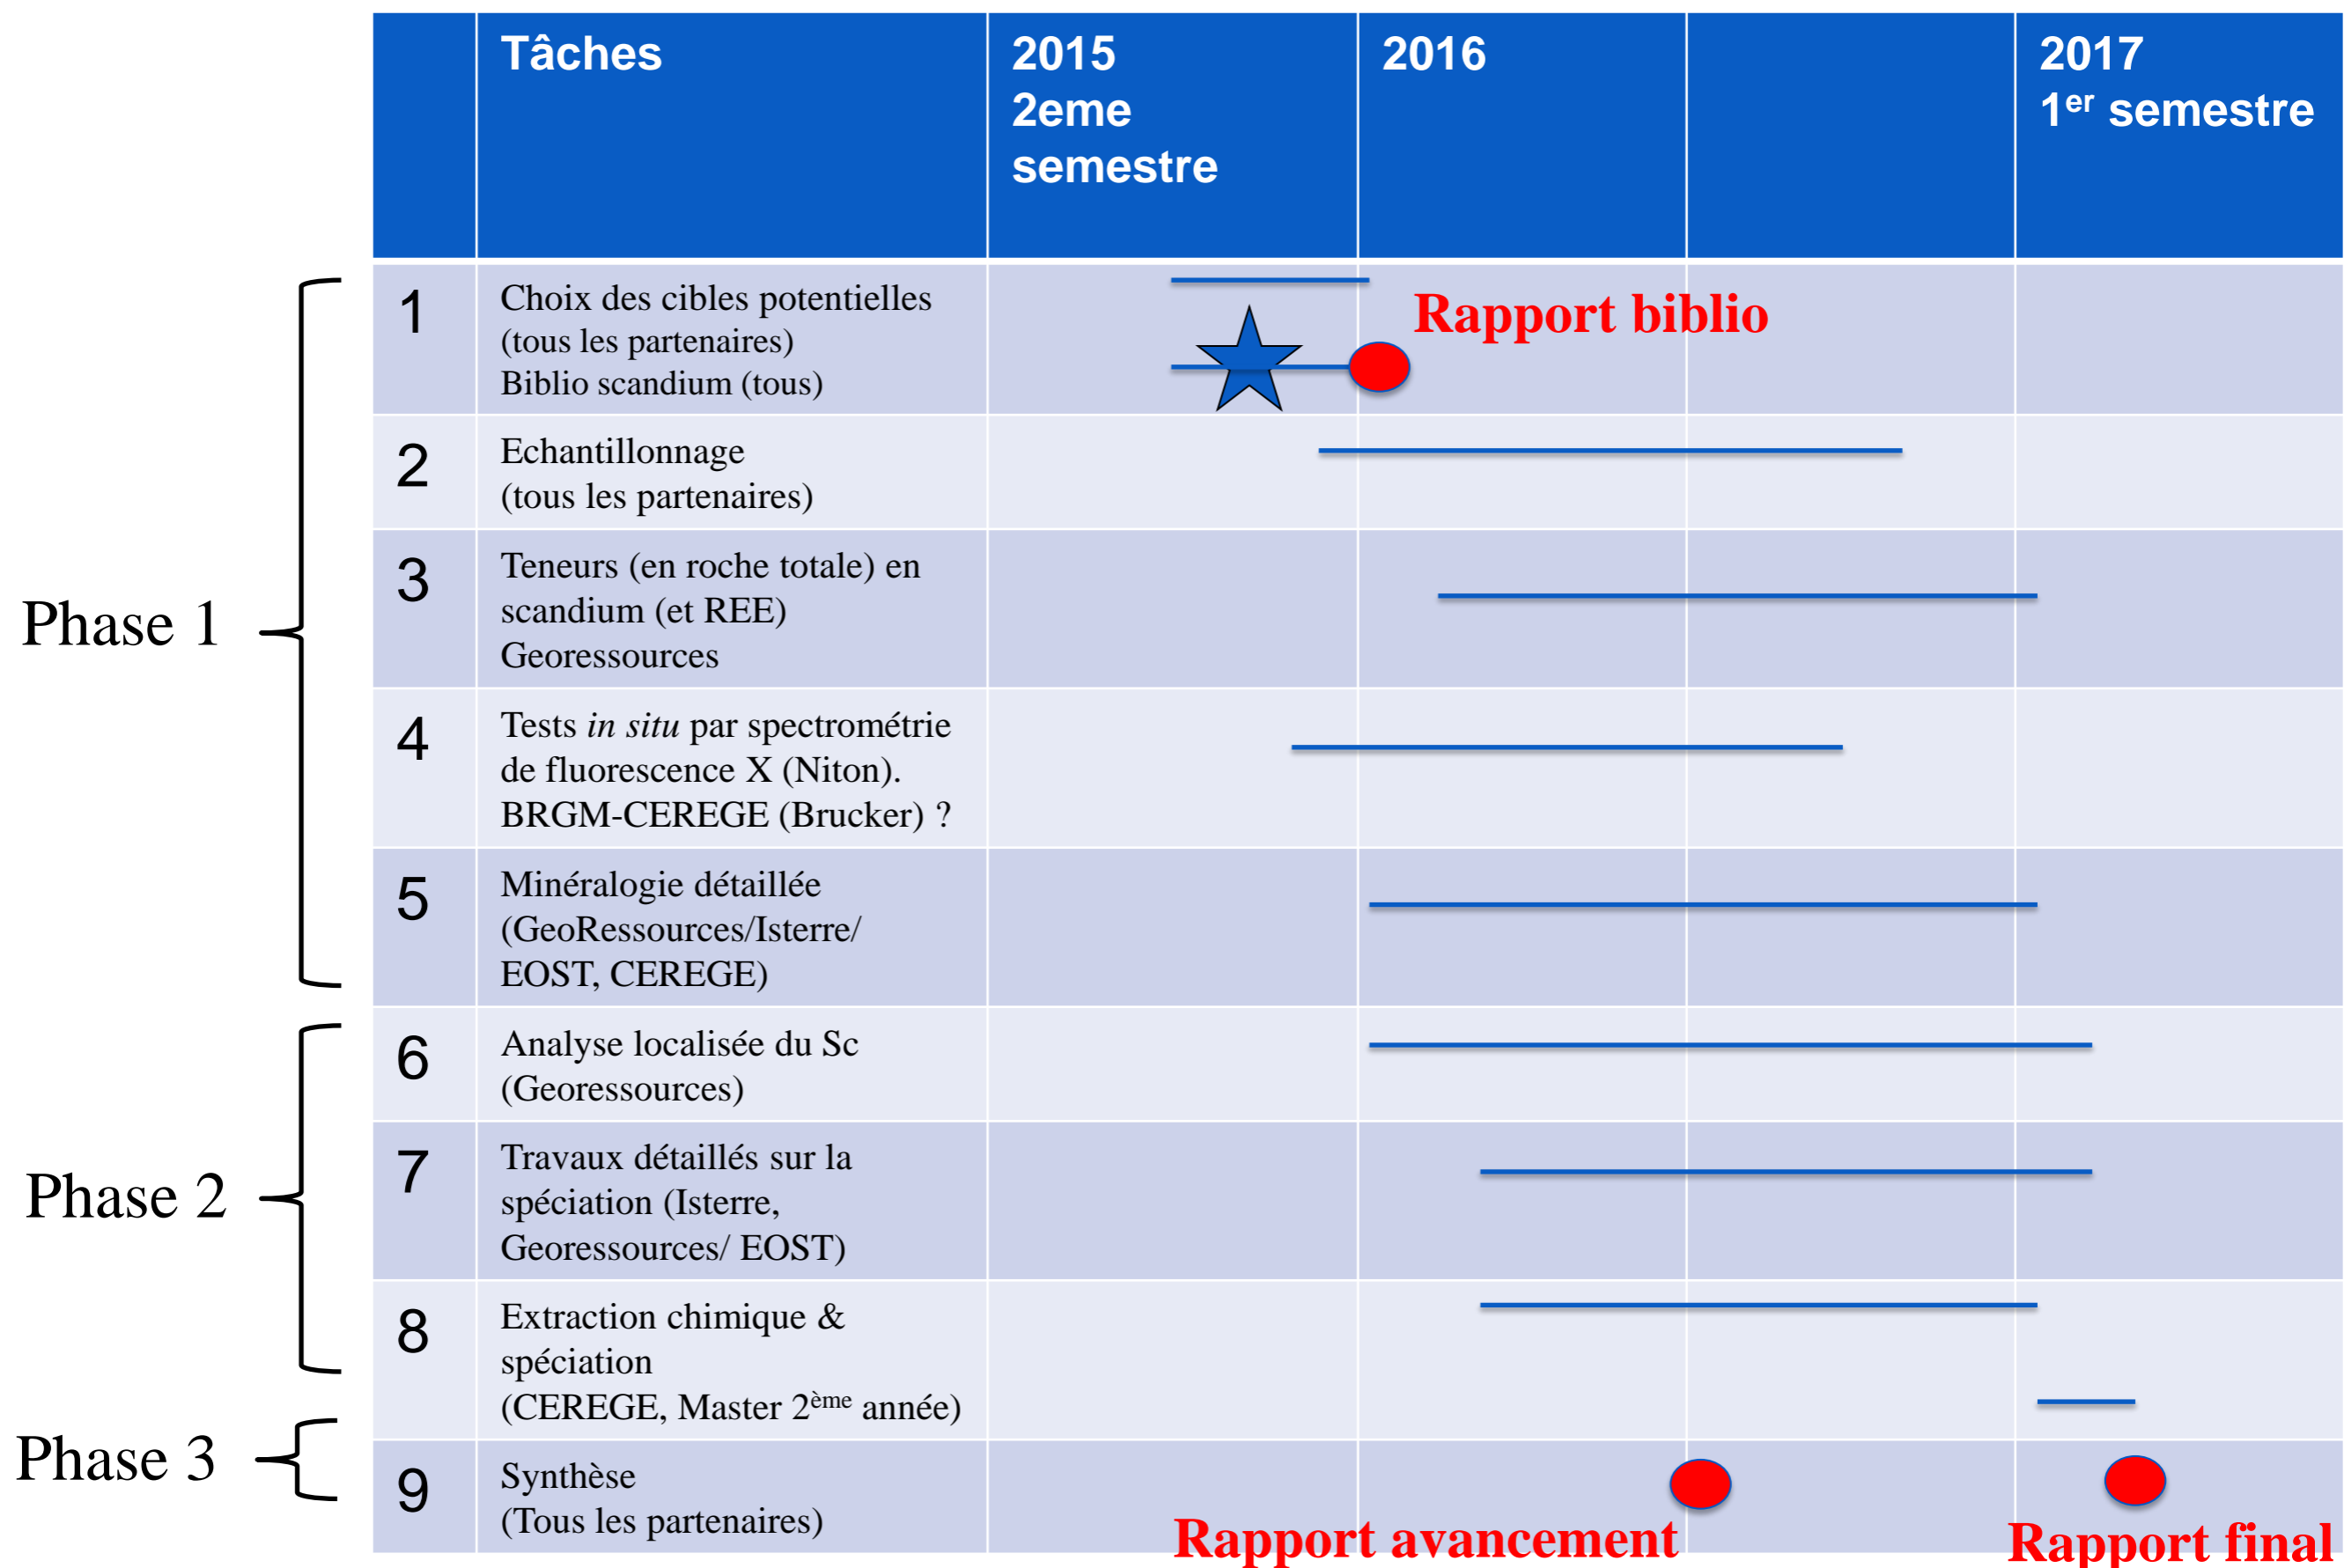 Tâches
2015
2eme
semestre
2016
2017
1er semestre
Phase 1
1
Choix des cibles potentielles
(tous les partenaires)
Biblio scandium (tous)
Rapport biblio
2
Echantillonnage
(tous les partenaires)
3
Teneurs (en roche totale) en
scandium (et REE)
Georessources
4
Tests in situ par spectrométrie
de fluorescence X (Niton).
BRGM-CEREGE (Brucker) ?
5
Minéralogie détaillée
(GeoRessources/Isterre/
EOST, CEREGE)
Phase 2
6
Analyse localisée du Sc
(Georessources)
7
Travaux détaillés sur la
spéciation (Isterre,
Georessources/ EOST)
8
Extraction chimique &
spéciation
(CEREGE, Master 2ème année)
Phase 3
9
Synthèse
(Tous les partenaires)
Rapport avancement
Rapport final